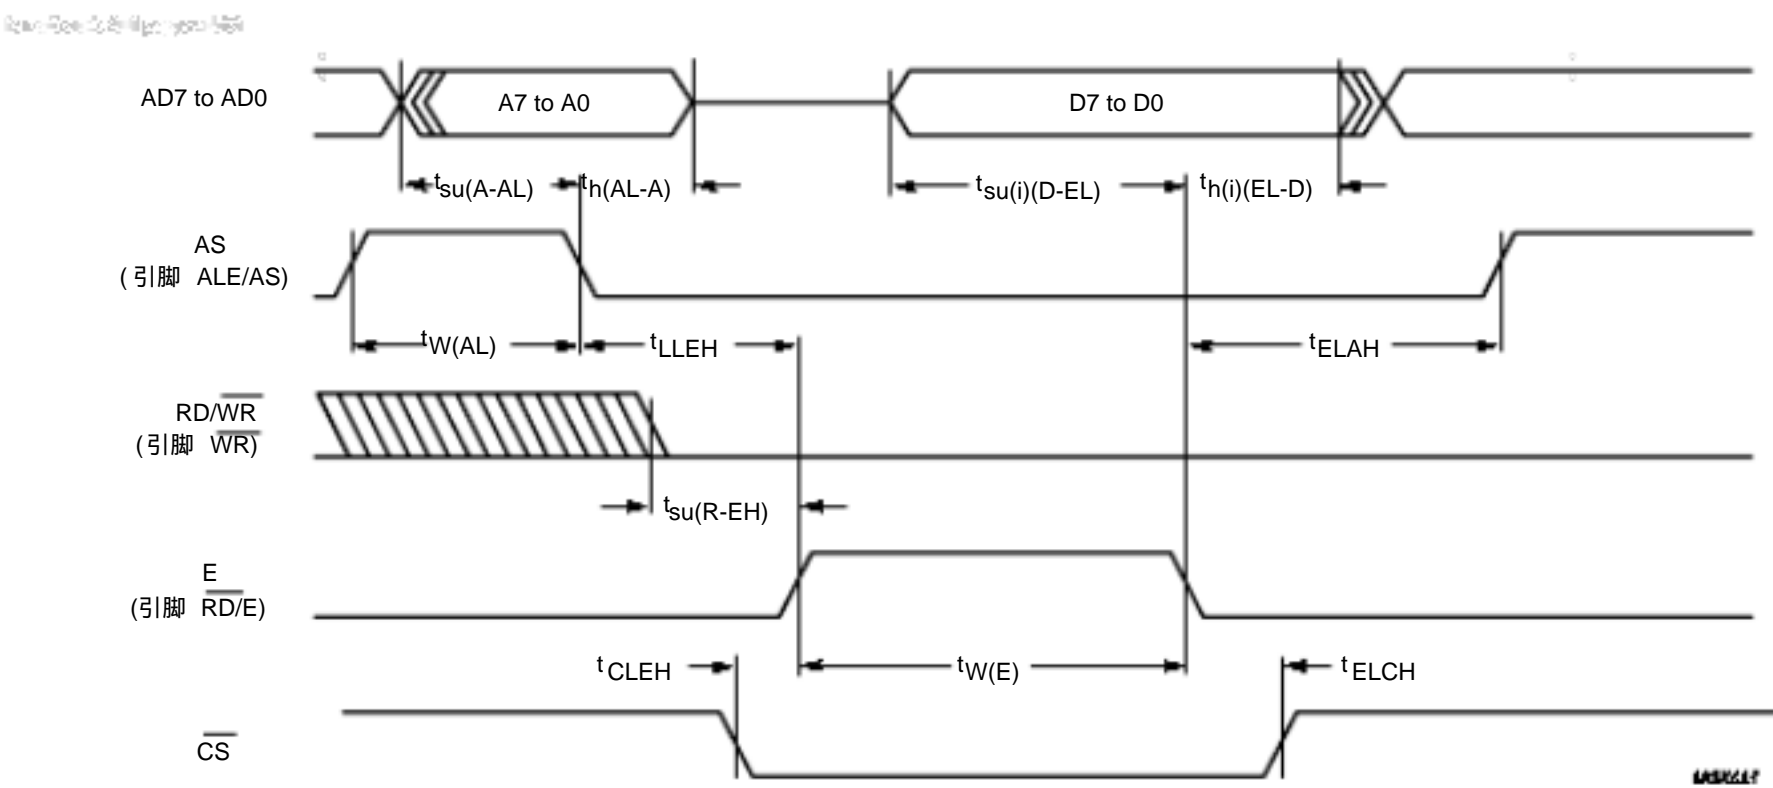 AD7 to AD0
A7 to A0
D7 to D0
tsu(A-AL)
th(AL-A)
tsu(i)(D-EL)
th(i)(EL-D)
AS
(引脚 ALE/AS)
tW(AL)
tLLEH
tELAH
RD/WR
(引脚 WR)
tsu(R-EH)
E
(引脚 RD/E)
tCLEH
tW(E)
tELCH
CS